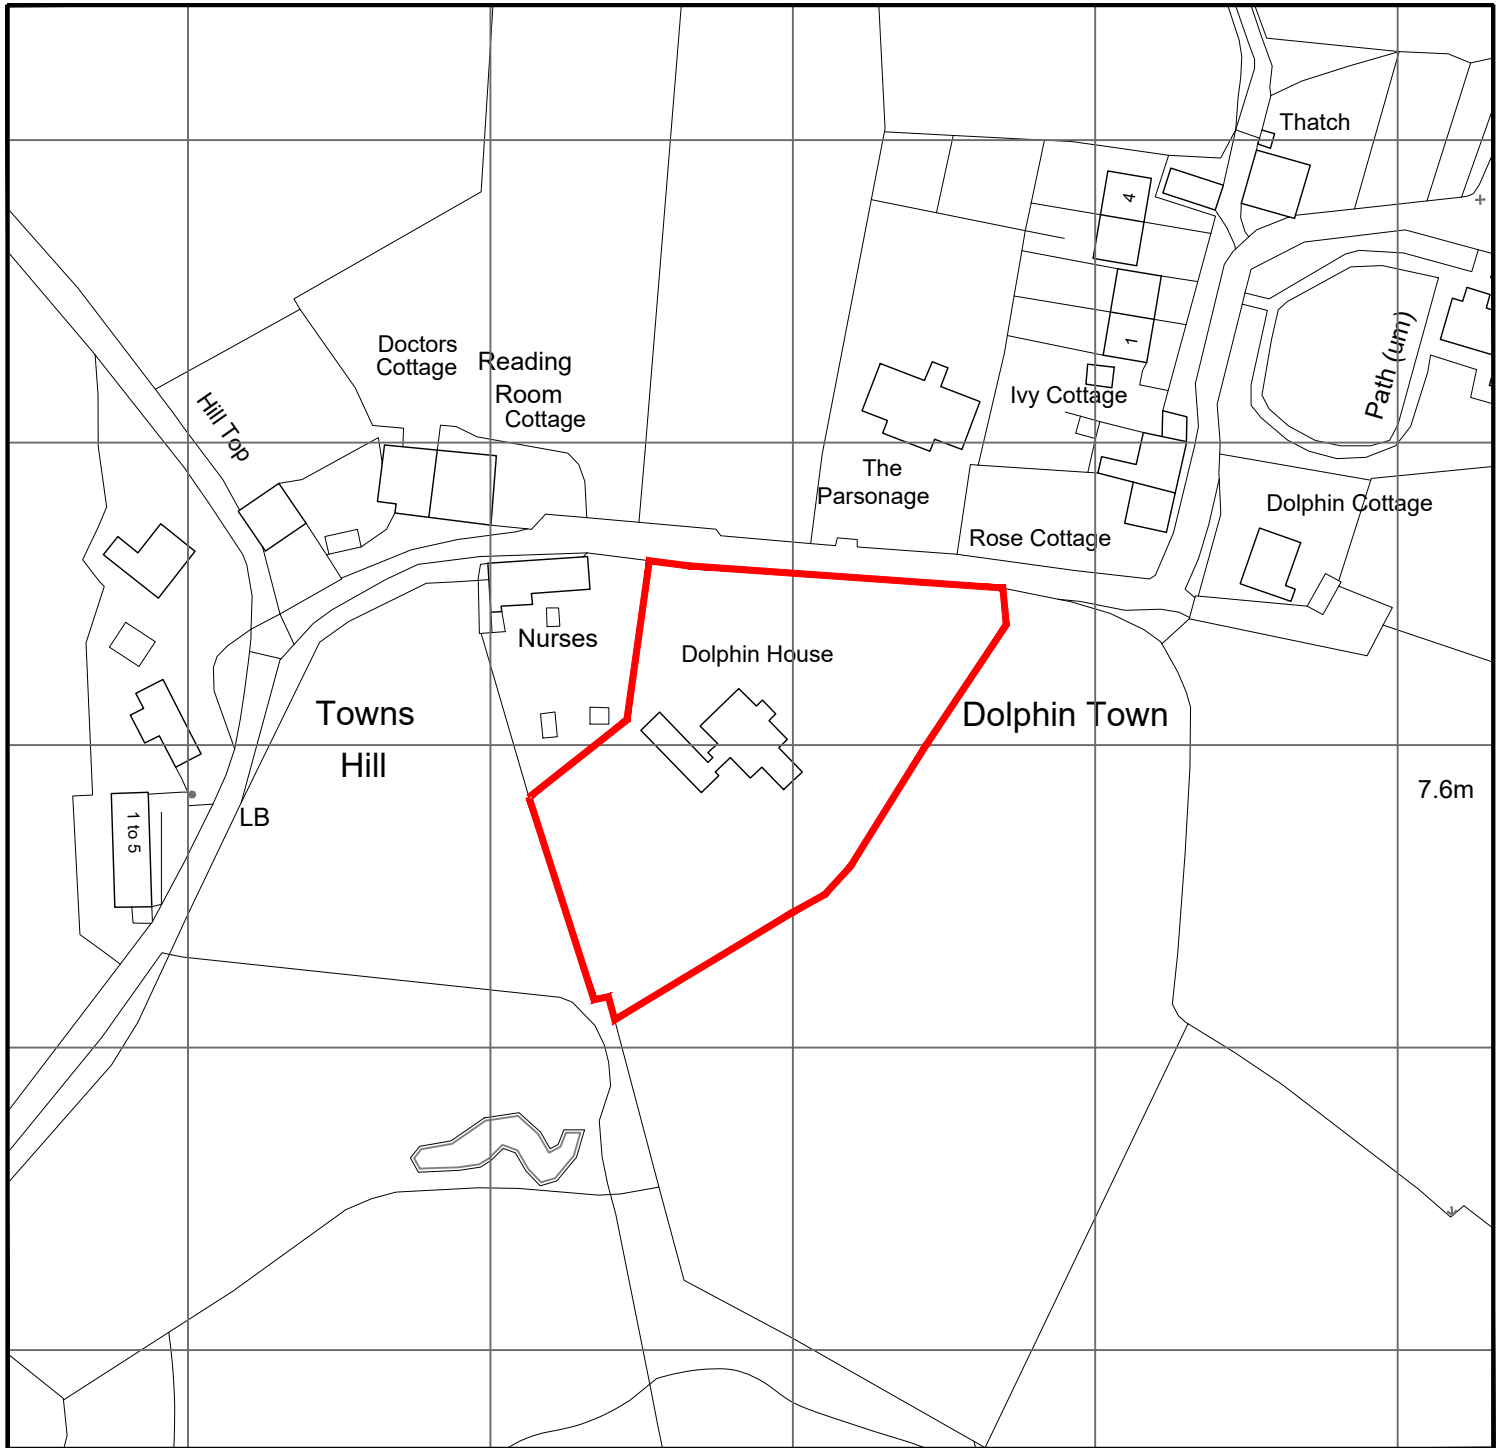 Thatch
4
1
Path (um)
Doctors
Cottage
Reading
Room
Cottage
Hill Top
Ivy Cottage
The
Parsonage
Rose Cottage
Dolphin Cottage
Nurses
Dolphin House
Towns
Hill
Dolphin Town
7.6m
LB
1 to 5